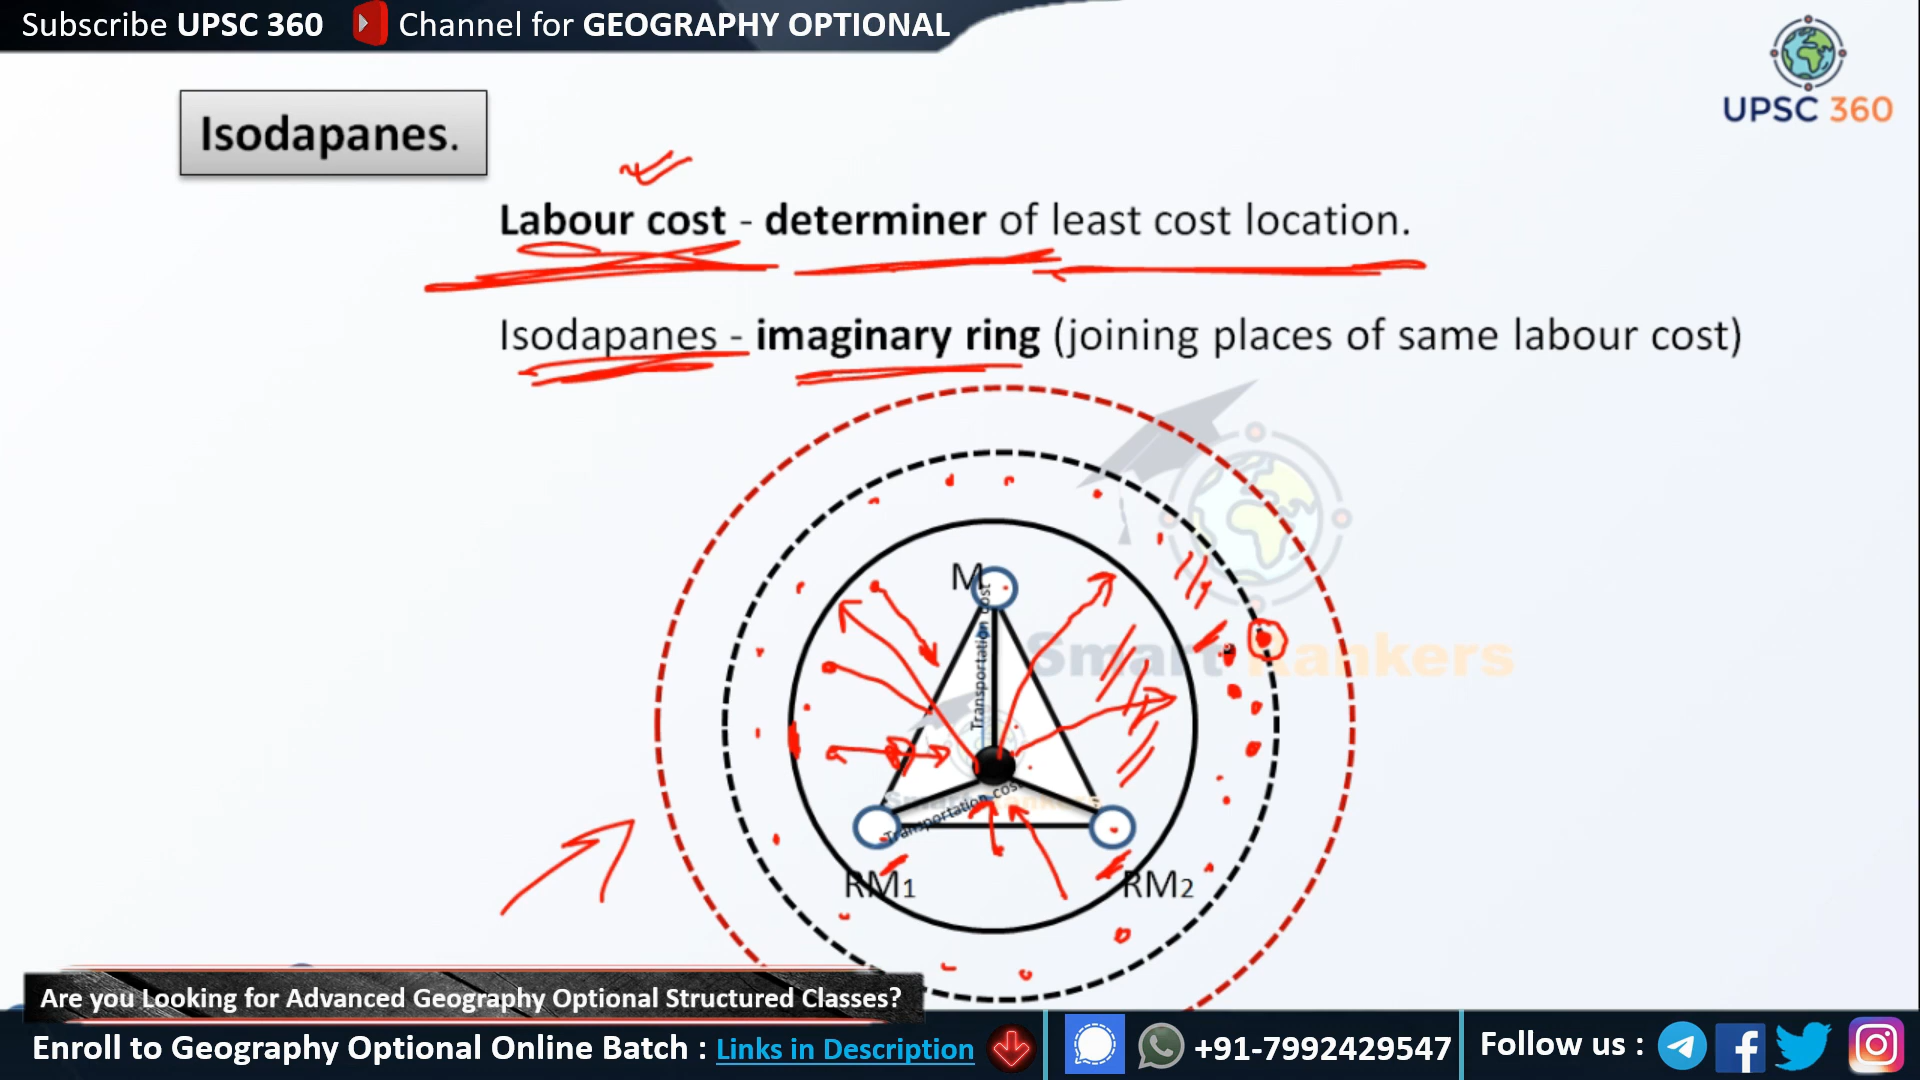 Subscribe UPSC 360 Channel for GEOGRAPHY OPTIONAL
UPSC 360
Isodapanes.
Labour cost - determiner of least cost location.
Isodapanes - imaginary ring (joining places of same labour cost)
M
Transportation cost
Smart Rankers
Transportation cost
RM1
RM2
Are you Looking for Advanced Geography Optional Structured Classes?
Enroll to Geography Optional Online Batch : Links in Description
+91-7992429547
Follow us :